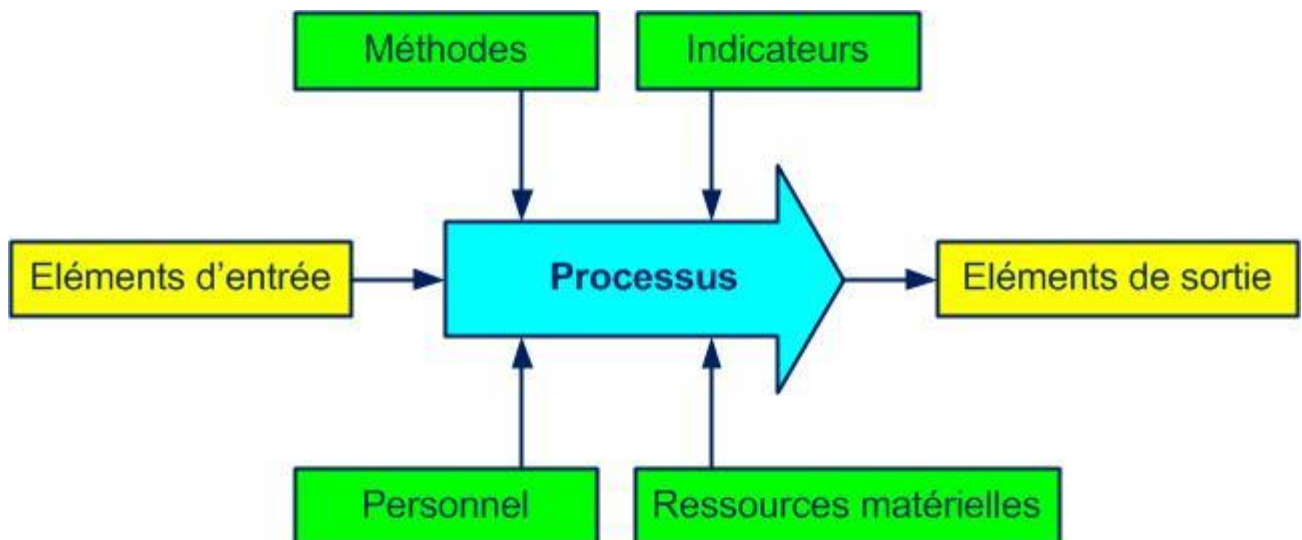 Méthodes
Indicateurs
Eléments d'entrée
Processus
Eléments de sortie
Personnel
Ressources matérielles